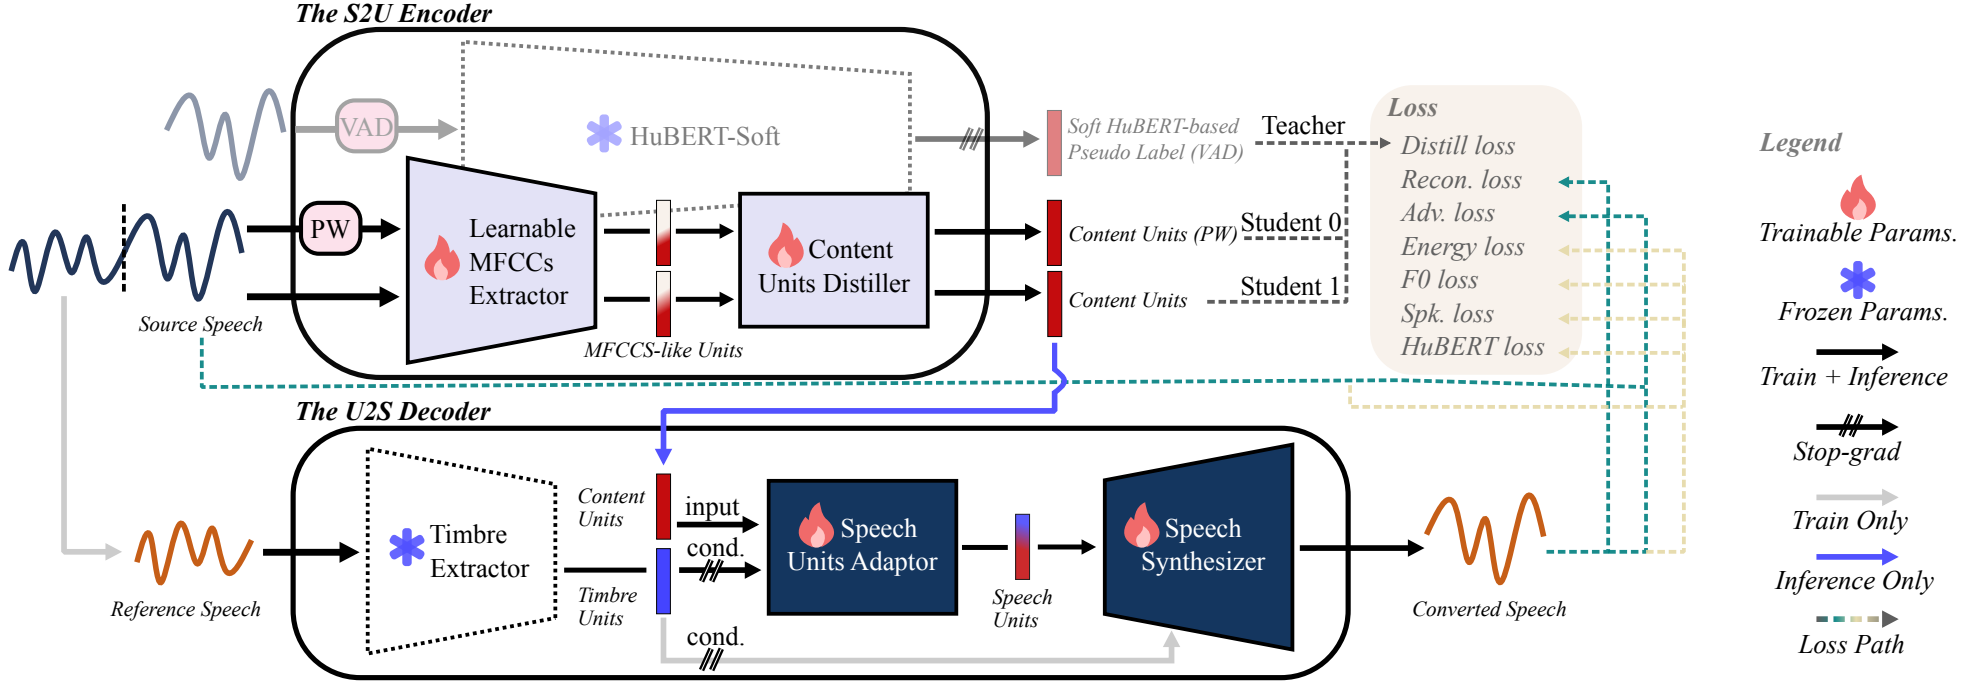 The S2U Encoder
VAD
HuBERT-Soft
Soft HuBERT-based
Pseudo Label (VAD)
Teacher
PW
Learnable
MFCCs
Extractor
MFCCS-like Units
Content
Units Distiller
Content Units (PW)
Student 0
Content Units
Student 1
Source Speech
Loss
Distill loss
Recon. loss
Adv. loss
Energy loss
F0 loss
Spk. loss
HuBERT loss
The U2S Decoder
Reference Speech
Timbre
Extractor
Content
Units
input
cond.
Timbre
Units
cond.
Speech
Units Adaptor
Speech
Units
Speech
Synthesizer
Converted Speech
Legend
Trainable Params.
Frozen Params.
Train + Inference
Stop-grad
Train Only
Inference Only
Loss Path